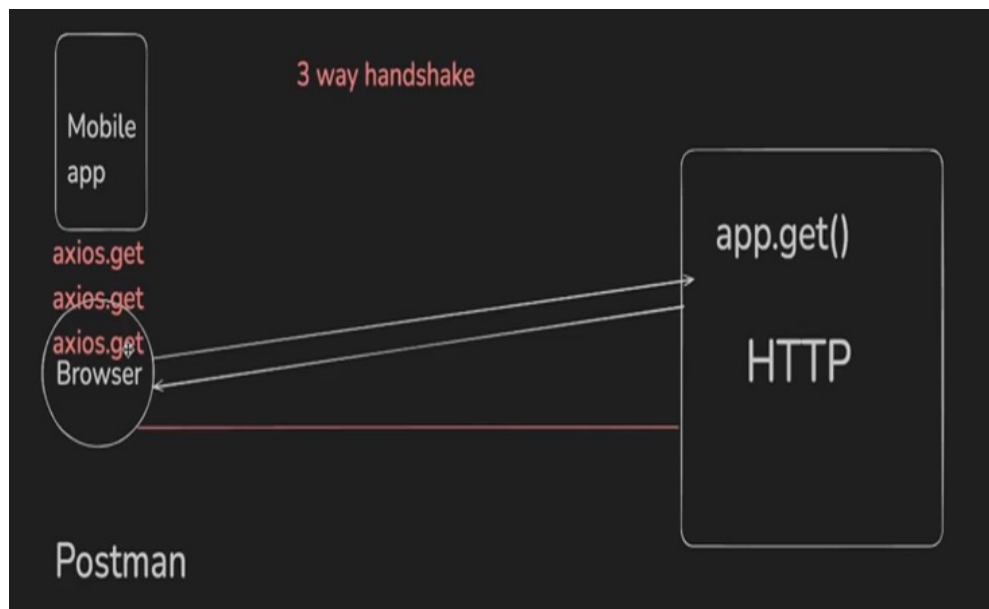 3 way handshake
Mobile
app
axios.get
axios.get
axios.get
Browser
app.get()
HTTP
Postman